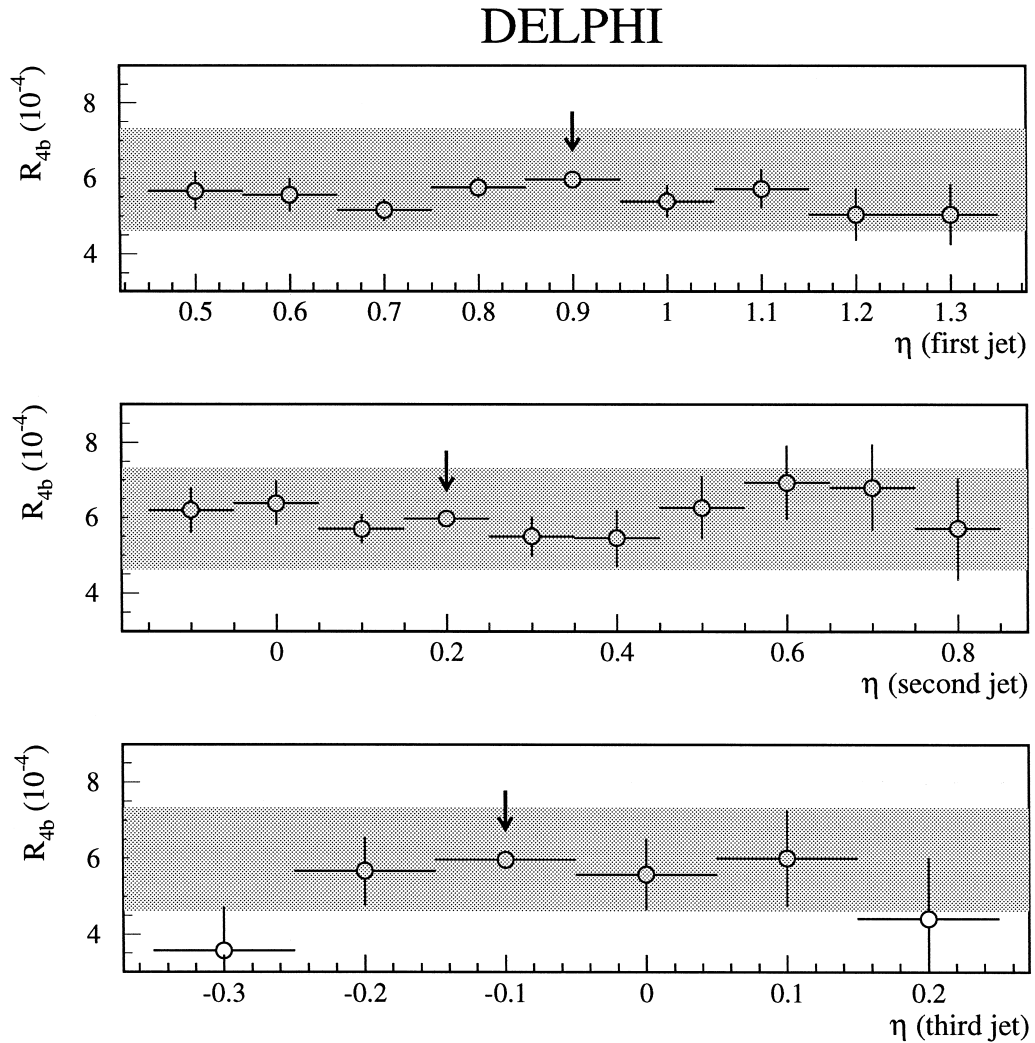 DELPHI
R4b (10-4)
8
6
4
0.5 0.6 0.7 0.8 0.9 1 1.1 1.2 1.3
η (first jet)
R4b (10-4)
8
6
4
0 0.2 0.4 0.6 0.8
η (second jet)
R4b (10-4)
8
6
4
-0.3 -0.2 -0.1 0 0.1 0.2
η (third jet)